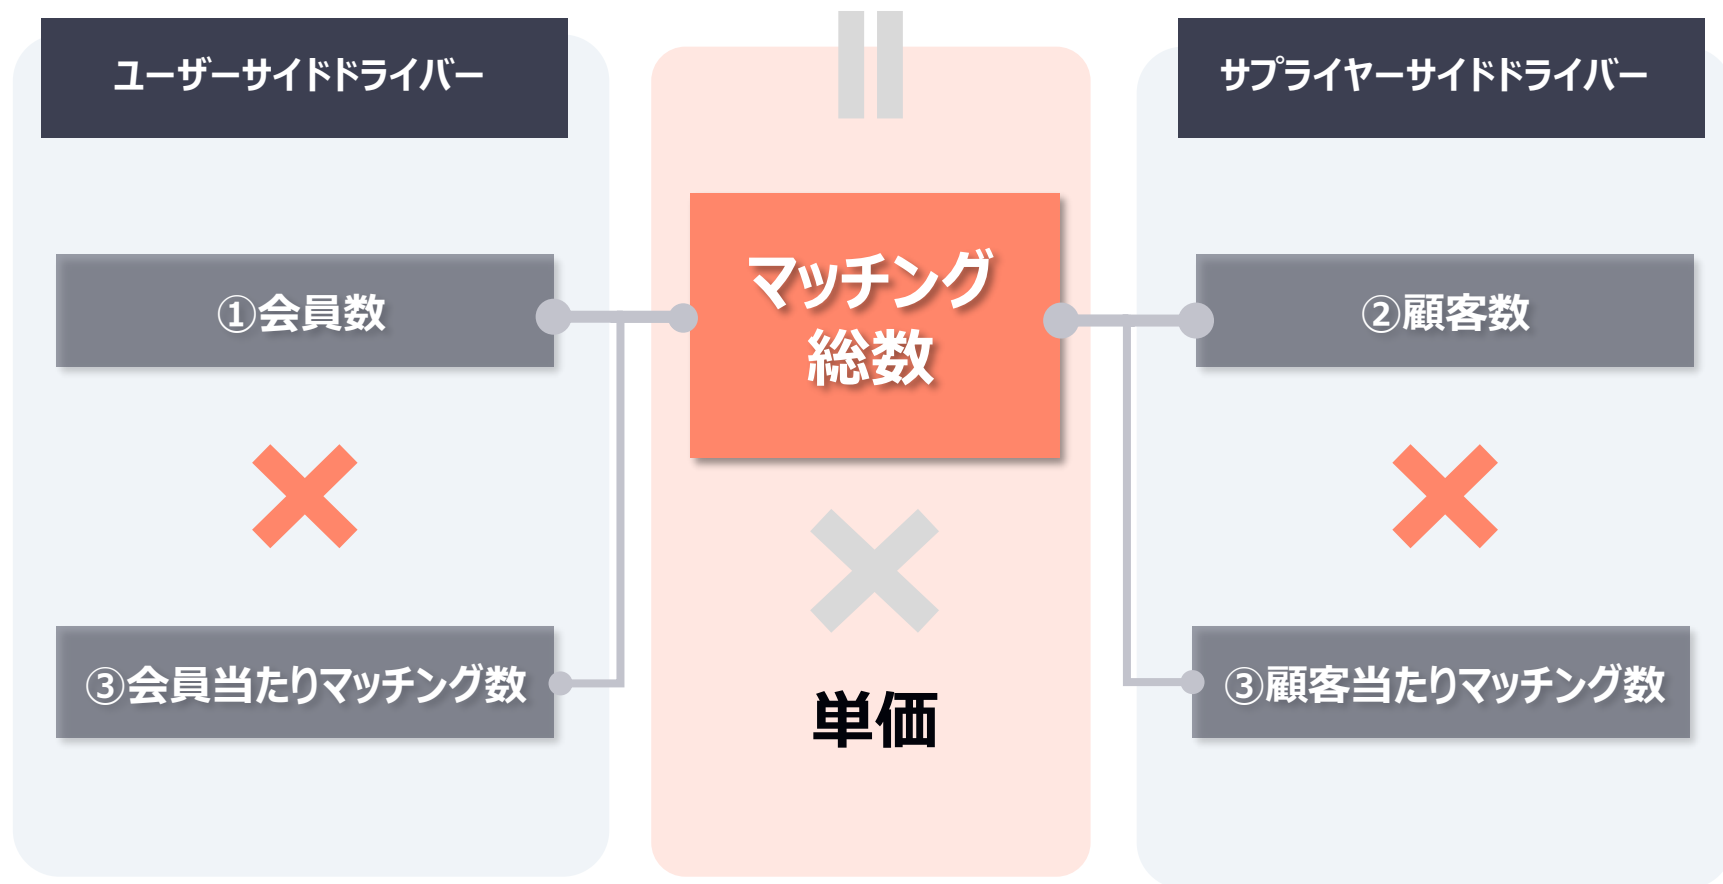 ユーザーサイドドライバー
①会員数
×
③会員当たりマッチング数
マッチング
総数
×
単価
サプライヤーサイドドライバー
②顧客数
×
③顧客当たりマッチング数